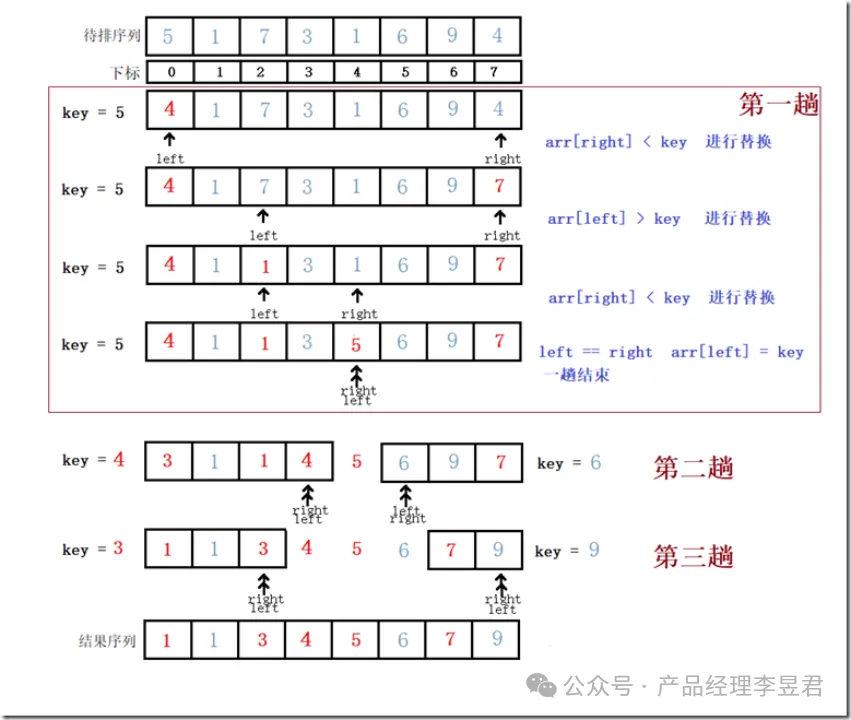 待排序列 5 1 7 3 1 6 9 4
下标 0 1 2 3 4 5 6 7
第一趟
key = 5 4 1 7 3 1 6 9 4
left right
arr[right] < key 进行替换
key = 5 4 1 7 3 1 6 9 7
left right
arr[left] > key 进行替换
key = 5 4 1 1 3 1 6 9 7
left right
arr[right] < key 进行替换
key = 5 4 1 1 3 5 6 9 7
right
left
left == right arr[left] = key
一趟结束
key = 4 3 1 1 4 5 6 9 7 key = 6 第二趟
right left
left right
key = 3 1 1 3 4 5 6 7 9 key = 9 第三趟
right right
left left
结果序列 1 1 3 4 5 6 7 9
公众号 · 产品经理李昱君